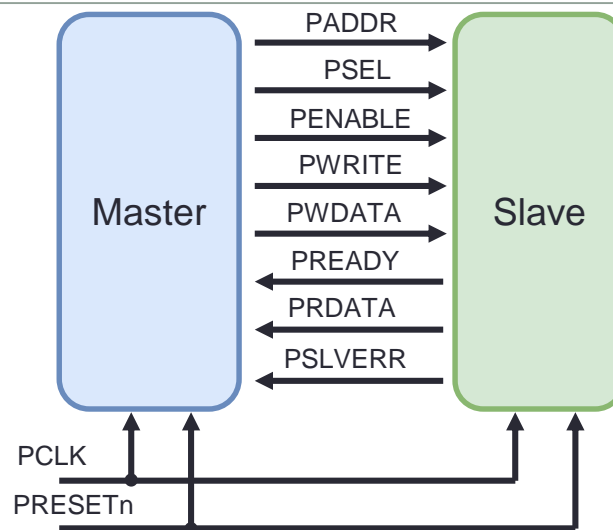 PADDR
PSEL
PENABLE
PWRITE
Master
Slave
PWDATA
PREADY
PRDATA
PSLVERR
PCLK
PRESETn